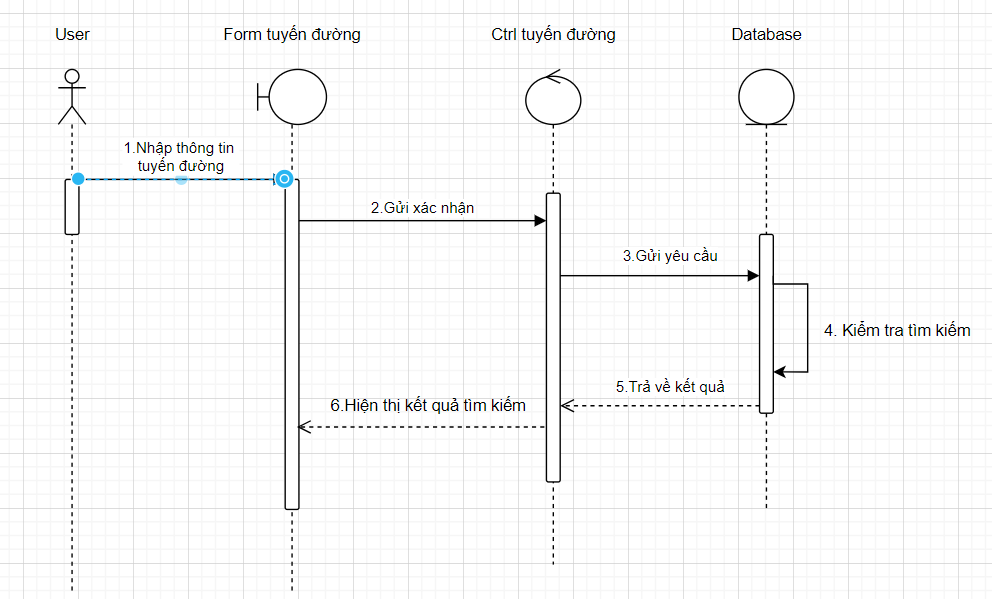 User
Form tuyến đường
Ctrl tuyến đường
Database
1.Nhập thông tin
tuyến đường
2.Gửi xác nhận
3.Gửi yêu cầu
4. Kiểm tra tìm kiếm
5.Trả về kết quả
6.Hiện thị kết quả tìm kiếm